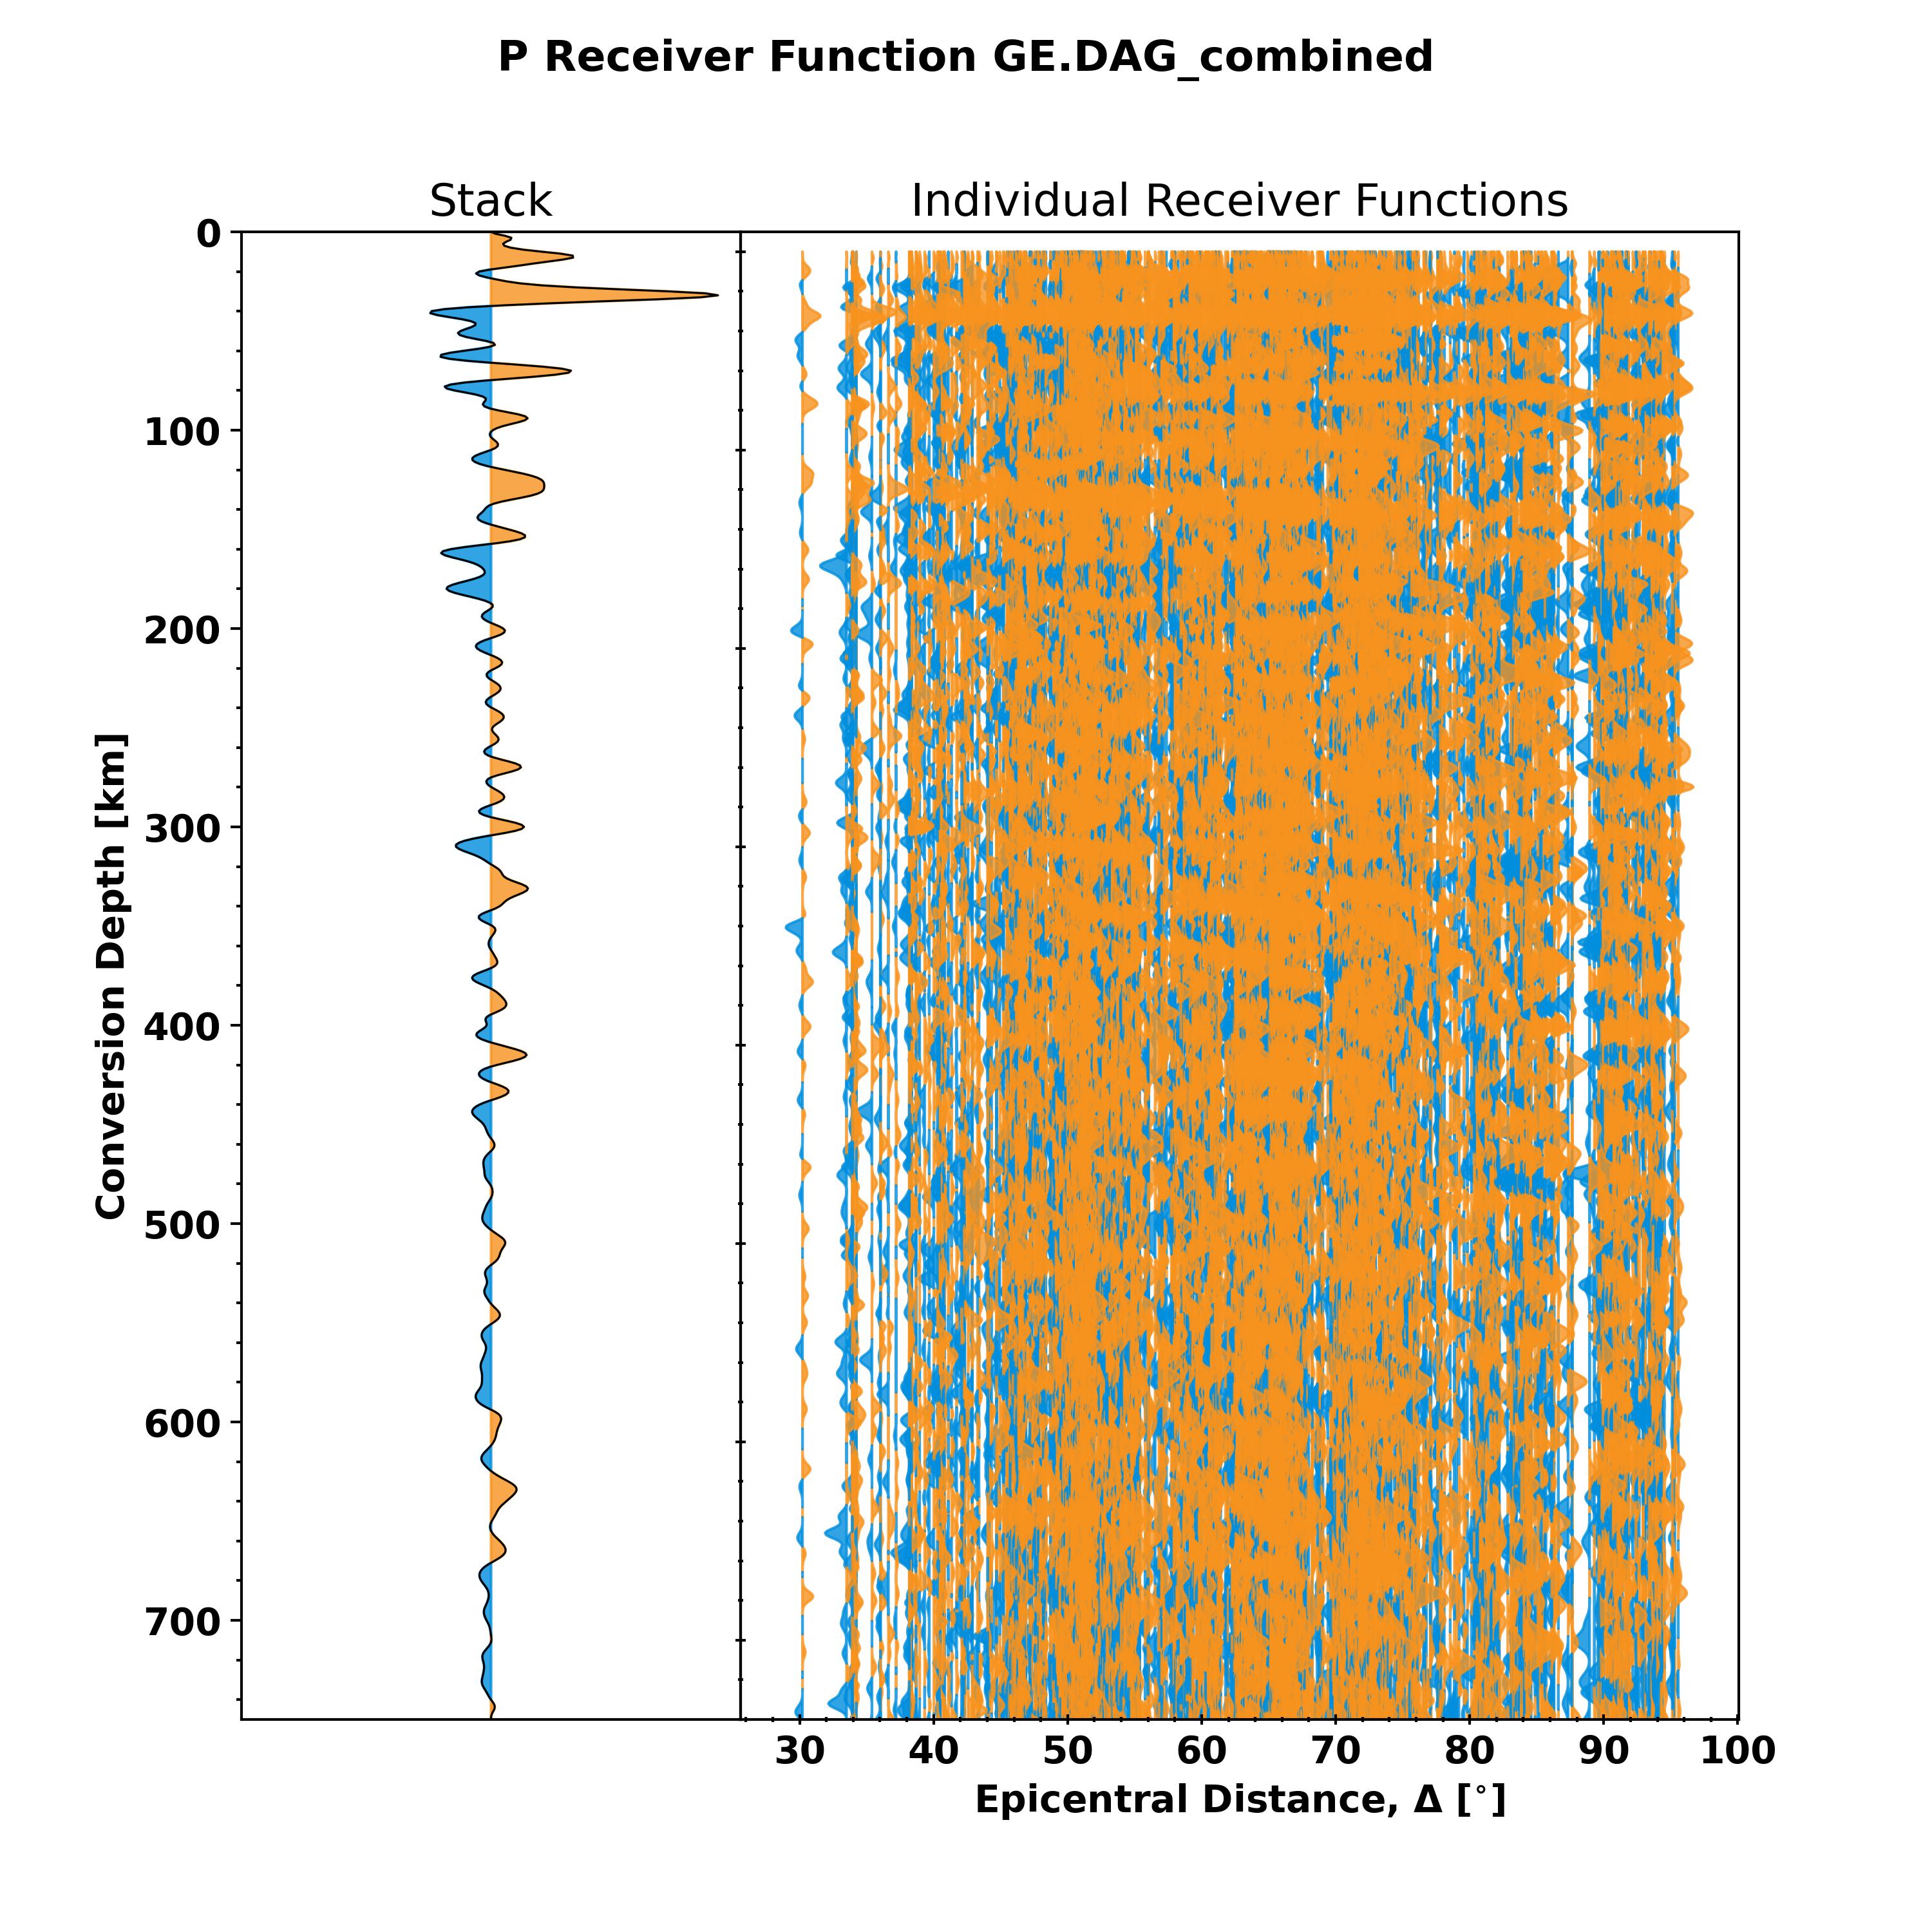 P Receiver Function GE.DAG_combined
Stack
Individual Receiver Functions
Conversion Depth [km]
0
100
200
300
400
500
600
700
30 40 50 60 70 80 90 100
Epicentral Distance, Δ [°]